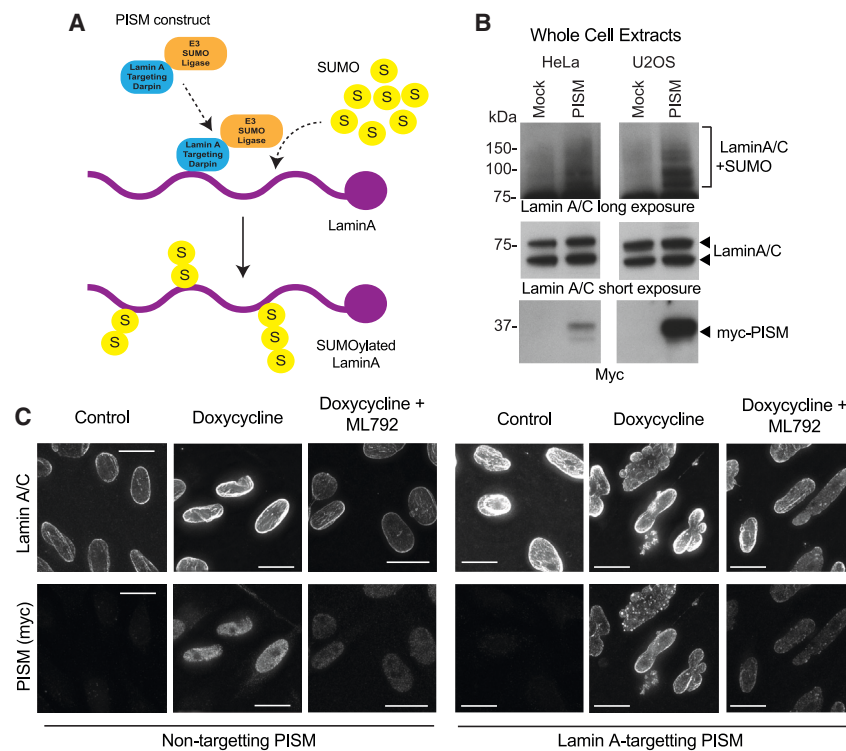 A
PISM construct
E3
SUMO
Ligase
Lamin A
Targeting
Darpin
SUMO
S
S S S
S S S
S
E3
SUMO
Ligase
Lamin A
Targeting
Darpin
LaminA
S
S
S
S
S
S
S
SUMOylated
LaminA
B
Whole Cell Extracts
HeLa U2OS
Mock PISM Mock PISM
kDa
150-
100-
75-
LaminA/C
+SUMO
Lamin A/C long exposure
75-
LaminA/C
Lamin A/C short exposure
37-
myc-PISM
Myc
C
Control Doxycycline Doxycycline +
ML792
Control Doxycycline Doxycycline +
ML792
Lamin A/C
PISM (myc)
Non-targetting PISM Lamin A-targetting PISM